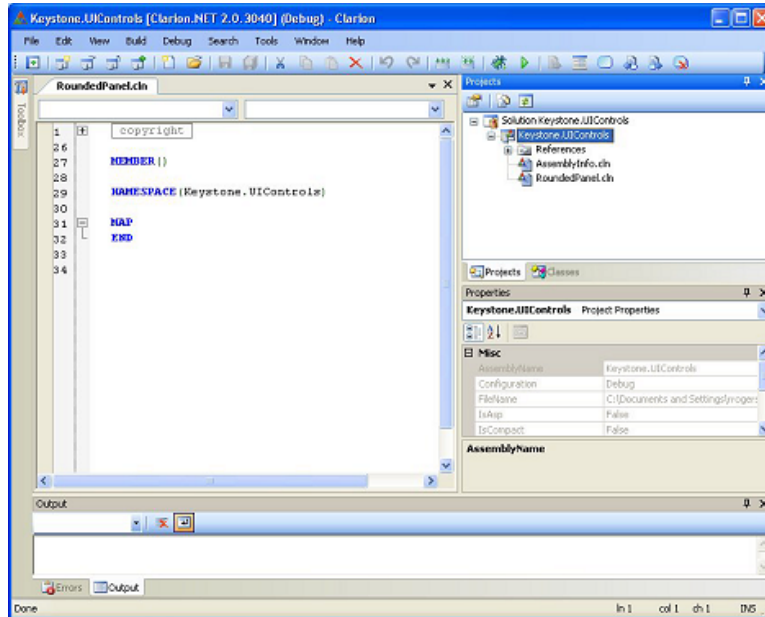 Keystone.UIControls [Clarion.NET 2.0.3040] (Debug) - Clarion
File Edit View Build Debug Search Tools Window Help
Toolbox
RoundedPanel.cln
1 copyright
26
27 MEMBER()
28
29 NAMESPACE(Keystone.UIControls)
30
31 MAP
32 END
33
34
Projects
Solution Keystone.UIControls
Keystone.UIControls
References
AssemblyInfo.cln
RoundedPanel.cln
Projects Classes
Properties
Keystone.UIControls Project Properties
Misc
AssemblyName Keystone.UIControls
Configuration Debug
FileName C:\Documents and Settings\rogers
IsAsp False
IsCompact False
AssemblyName
Output
Errors Output
Done ln 1 col 1 ch 1 INS